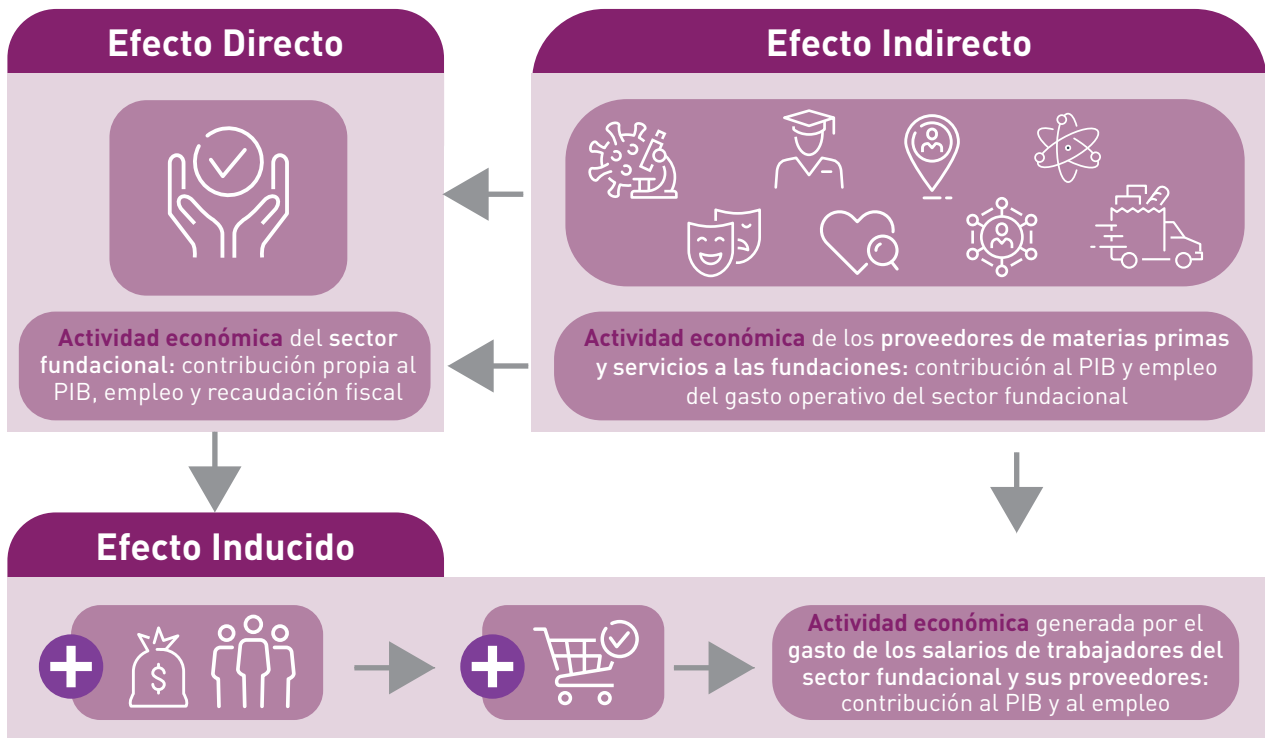 Efecto Directo
Actividad económica del sector
fundacional: contribución propia al
PIB, empleo y recaudación fiscal
Efecto Indirecto
Actividad económica de los proveedores de materias primas
y servicios a las fundaciones: contribución al PIB y empleo
del gasto operativo del sector fundacional
Efecto Inducido
$
Actividad económica generada por el
gasto de los salarios de trabajadores del
sector fundacional y sus proveedores:
contribución al PIB y al empleo